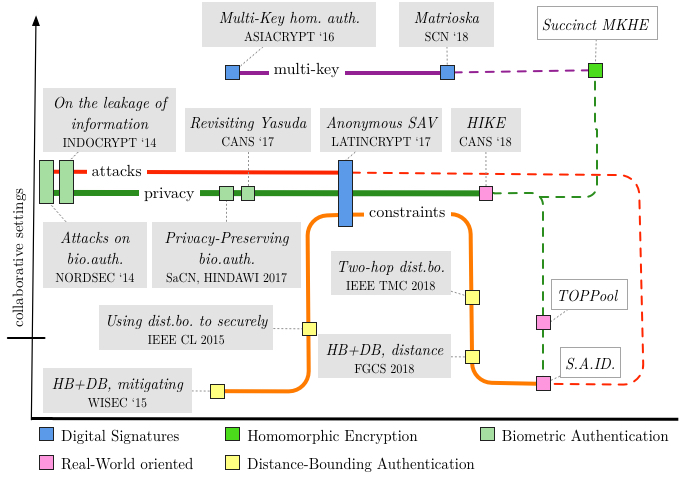 Multi-Key hom. auth.
ASIACRYPT ‘16
Matrioska
SCN ‘18
Succinct MKHE
multi-key
On the leakage of
information
INDOCRYPT ‘14
Revisiting Yasuda
CANS ‘17
Anonymous SAV
LATINCRYPT ‘17
HIKE
CANS ‘18
attacks
privacy
constraints
collaborative settings
Attacks on
bio.auth.
NORDSEC ‘14
Privacy-Preserving
bio.auth.
SaCN, HINDAWI 2017
Two-hop dist.bo.
IEEE TMC 2018
TOPPool
Using dist.bo. to securely
IEEE CL 2015
HB+DB, distance
FGCS 2018
S.A.ID.
HB+DB, mitigating
WISEC ‘15
Digital Signatures
Homomorphic Encryption
Biometric Authentication
Real-World oriented
Distance-Bounding Authentication